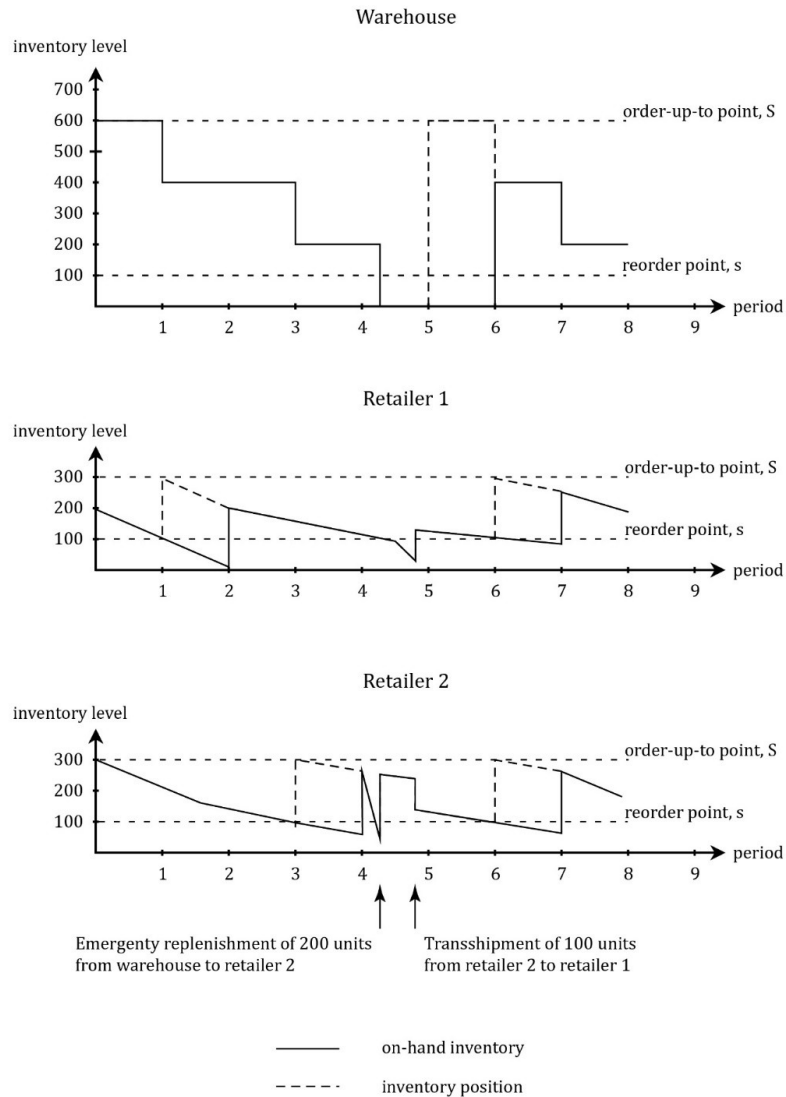 Warehouse
inventory level
700
600
500
400
300
200
100
order-up-to point, S
reorder point, s
1 2 3 4 5 6 7 8 9
period
Retailer 1
inventory level
300
200
100
order-up-to point, S
reorder point, s
1 2 3 4 5 6 7 8 9
period
Retailer 2
inventory level
300
200
100
order-up-to point, S
reorder point, s
1 2 3 4 5 6 7 8 9
period
Emergenty replenishment of 200 units
from warehouse to retailer 2
Transshipment of 100 units
from retailer 2 to retailer 1
on-hand inventory
inventory position